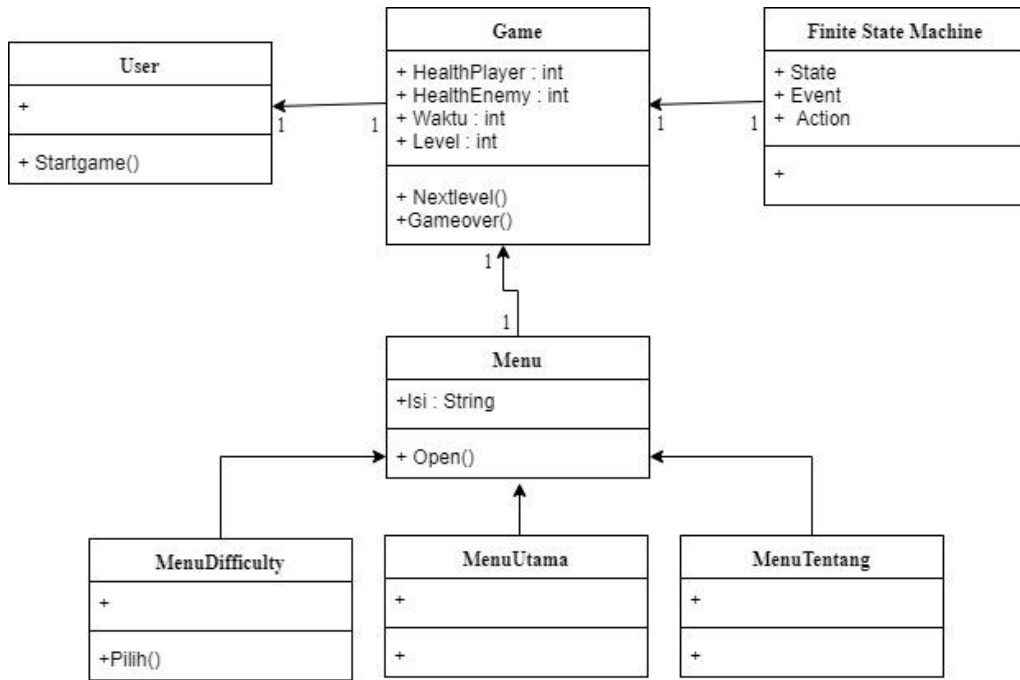 User
+
+ Startgame()
1
1
Game
+ HealthPlayer : int
+ HealthEnemy : int
+ Waktu : int
+ Level : int
+ Nextlevel()
+Gameover()
1
1
Finite State Machine
+ State
+ Event
+ Action
+
1
1
Menu
+Isi : String
+ Open()
MenuDifficulty
+
+Pilih()
MenuUtama
+
+
MenuTentang
+
+